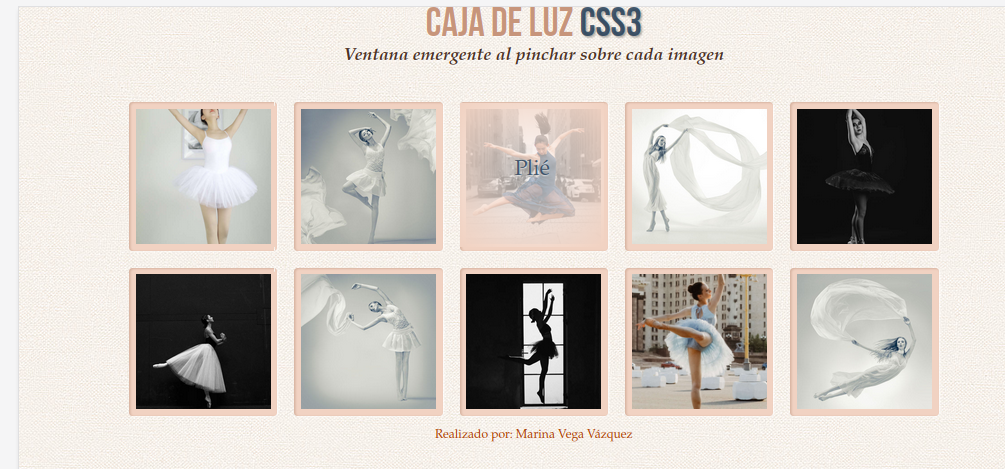 CAJA DE LUZ CSS3
Ventana emergente al pinchar sobre cada imagen
Plié
Realizado por: Marina Vega Vázquez